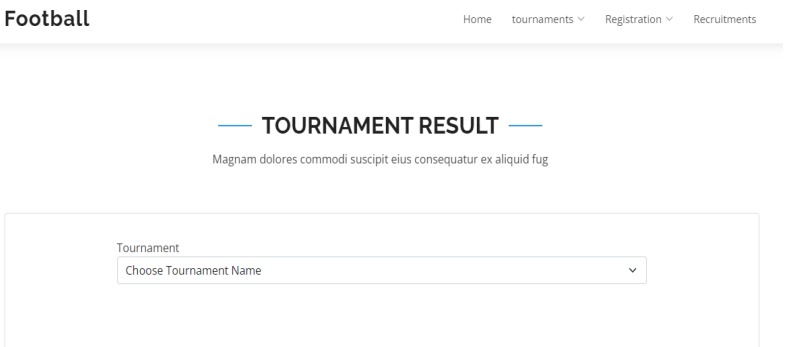 Football
Home tournaments Registration Recruitments
TOURNAMENT RESULT
Magnam dolores commodi suscipit eius consequatur ex aliquid fug
Tournament
Choose Tournament Name